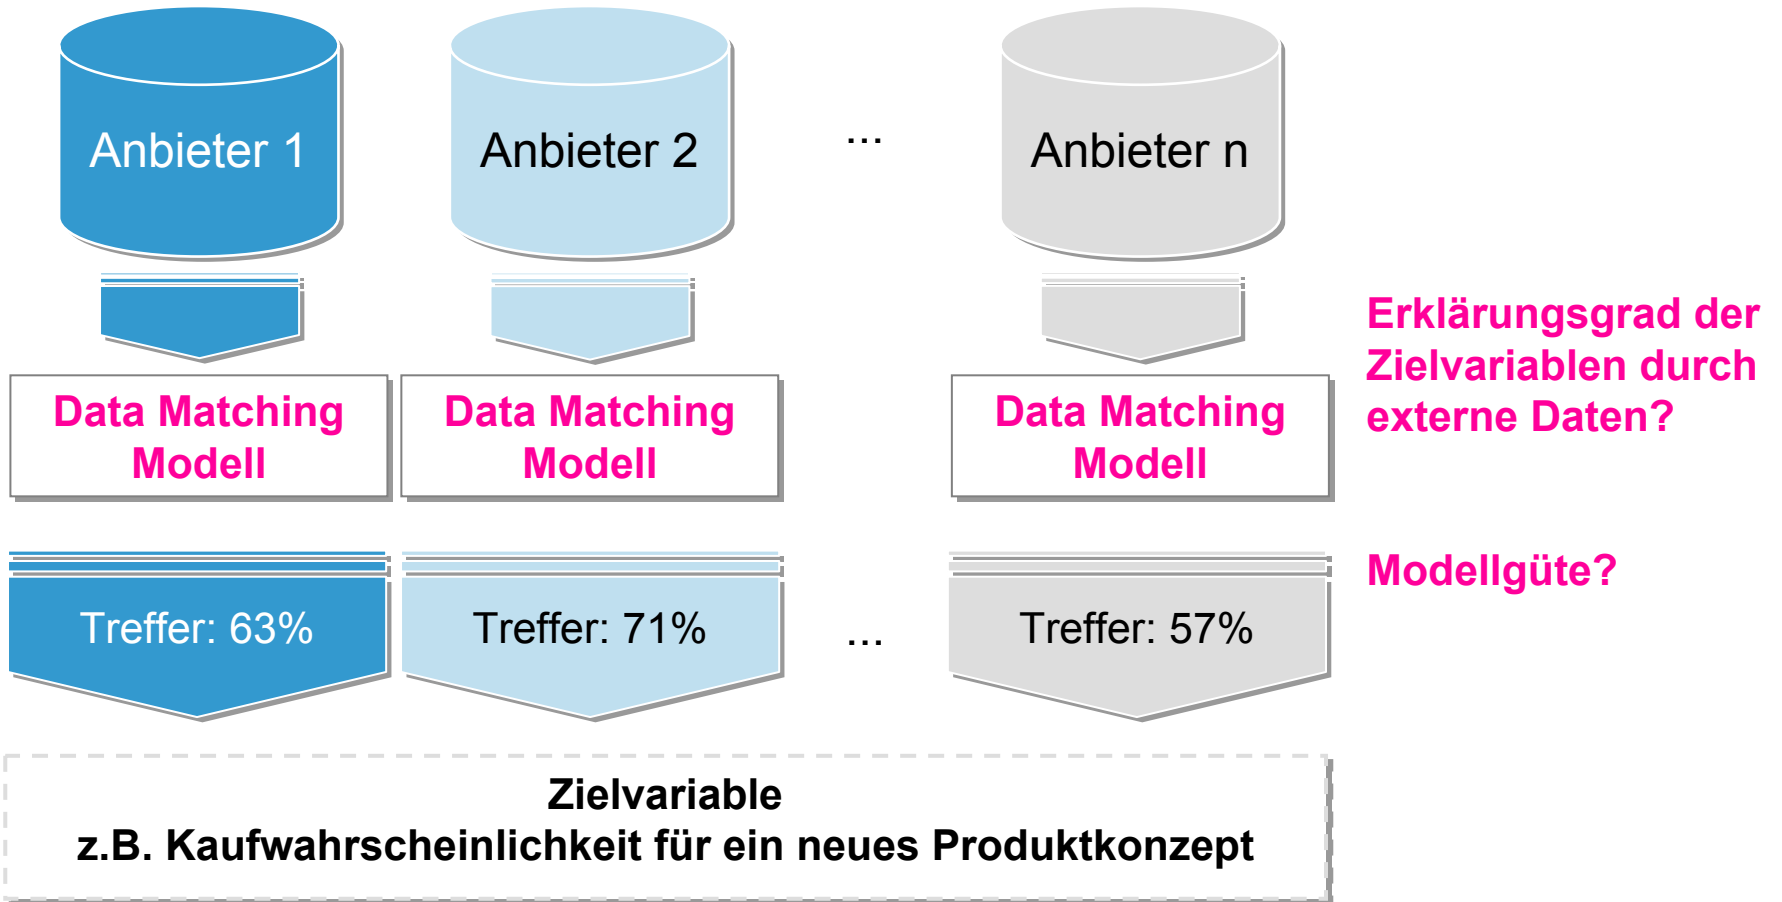 Anbieter 1
Anbieter 2
...
Anbieter n
Erklärungsgrad der
Zielvariablen durch
externe Daten?
Data Matching
Modell
Data Matching
Modell
Data Matching
Modell
Modellgüte?
Treffer: 63%
Treffer: 71%
...
Treffer: 57%
Zielvariable
z.B. Kaufwahrscheinlichkeit für ein neues Produktkonzept